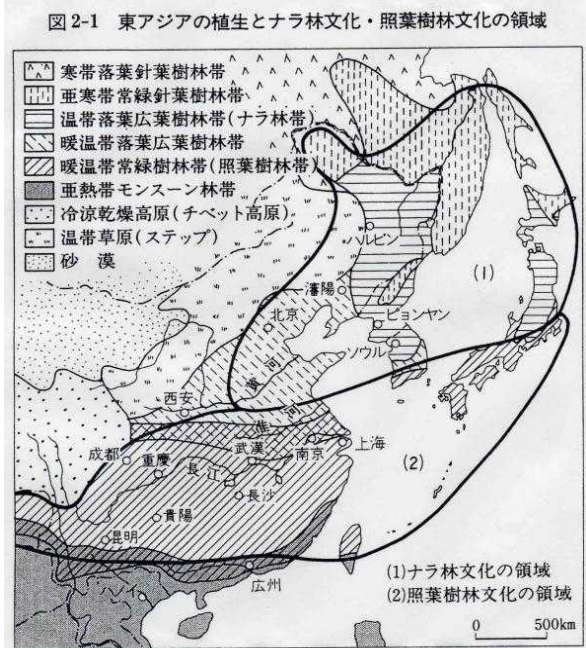 図2-1 東アジアの植生とナラ林文化・照葉樹林文化の領域
寒帯落葉針葉樹林帯
亜寒帯常緑針葉樹林帯
温帯落葉広葉樹林帯(ナラ林帯)
暖温帯落葉広葉樹林帯
暖温帯常緑樹林帯(照葉樹林帯)
亜熱帯モンスーン林帯
冷涼乾燥高原(チベット高原)
温帯草原(ステップ)
砂漠
ハルビン
(1)
瀋陽
北京
ピョンヤン
ソウル
黄河
西安
淮河
成都
重慶
武漢
南京
上海
(2)
長江
長沙
貴陽
昆明
広州
ハノイ
(1)ナラ林文化の領域
(2)照葉樹林文化の領域
0 500km